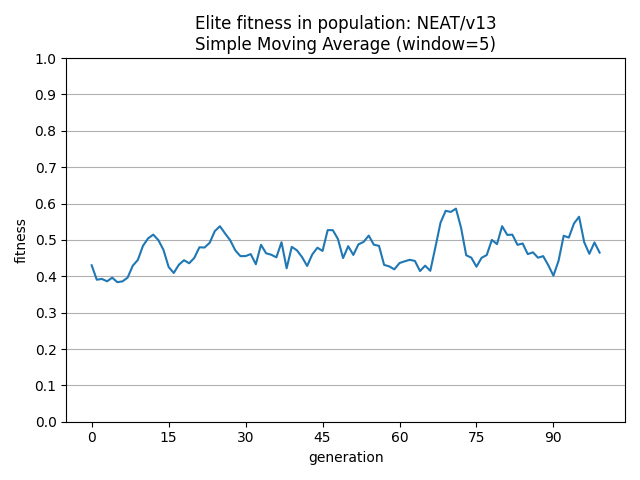 Elite fitness in population: NEAT/v13
Simple Moving Average (window=5)
1.0
0.9
0.8
0.7
0.6
0.5
0.4
0.3
0.2
0.1
0.0
fitness
0 15 30 45 60 75 90
generation